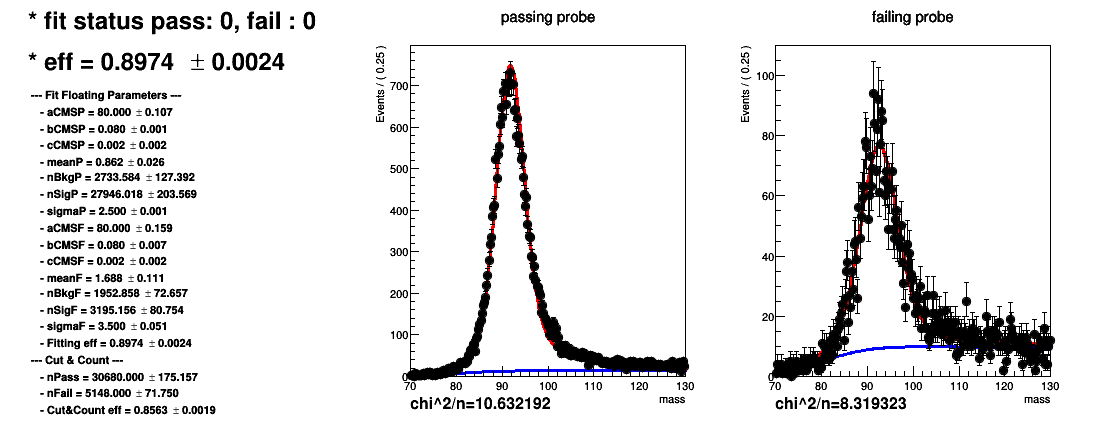 * fit status pass: 0, fail : 0
* eff = 0.8974 ± 0.0024
--- Fit Floating Parameters ---
- aCMSP = 80.000 ± 0.107
- bCMSP = 0.080 ± 0.001
- cCMSP = 0.002 ± 0.002
- meanP = 0.862 ± 0.026
- nBkgP = 2733.584 ± 127.392
- nSigP = 27946.018 ± 203.569
- sigmaP = 2.500 ± 0.001
- aCMSF = 80.000 ± 0.159
- bCMSF = 0.080 ± 0.007
- cCMSF = 0.002 ± 0.002
- meanF = 1.688 ± 0.111
- nBkgF = 1952.858 ± 72.657
- nSigF = 3195.156 ± 80.754
- sigmaF = 3.500 ± 0.051
- Fitting eff = 0.8974 ± 0.0024
--- Cut & Count ---
- nPass = 30680.000 ± 175.157
- nFail = 5148.000 ± 71.750
- Cut&Count eff = 0.8563 ± 0.0019
passing probe
Events / ( 0.25 )
700
600
500
400
300
200
100
0
70 80 90 100 110 120 130
mass
chi^2/n=10.632192
failing probe
Events / ( 0.25 )
100
80
60
40
20
0
70 80 90 100 110 120 130
mass
chi^2/n=8.319323